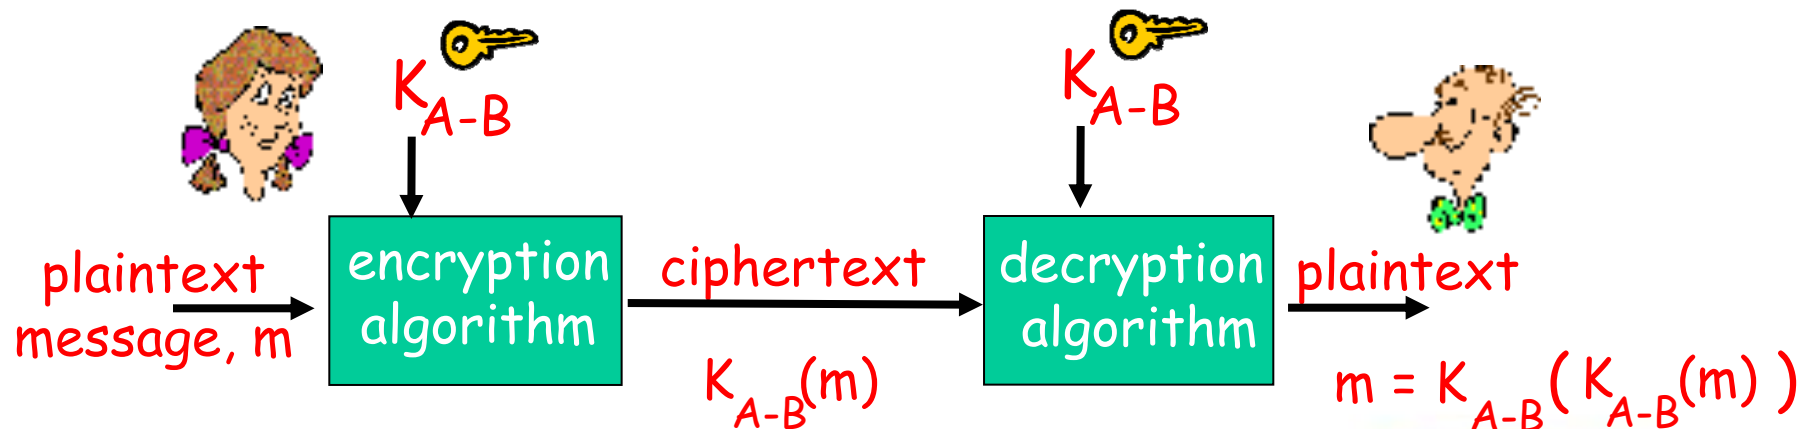 K A-B
K A-B
plaintext
message, m
encryption
algorithm
ciphertext
K A-B (m)
decryption
algorithm
plaintext
m = K A-B ( K A-B (m) )